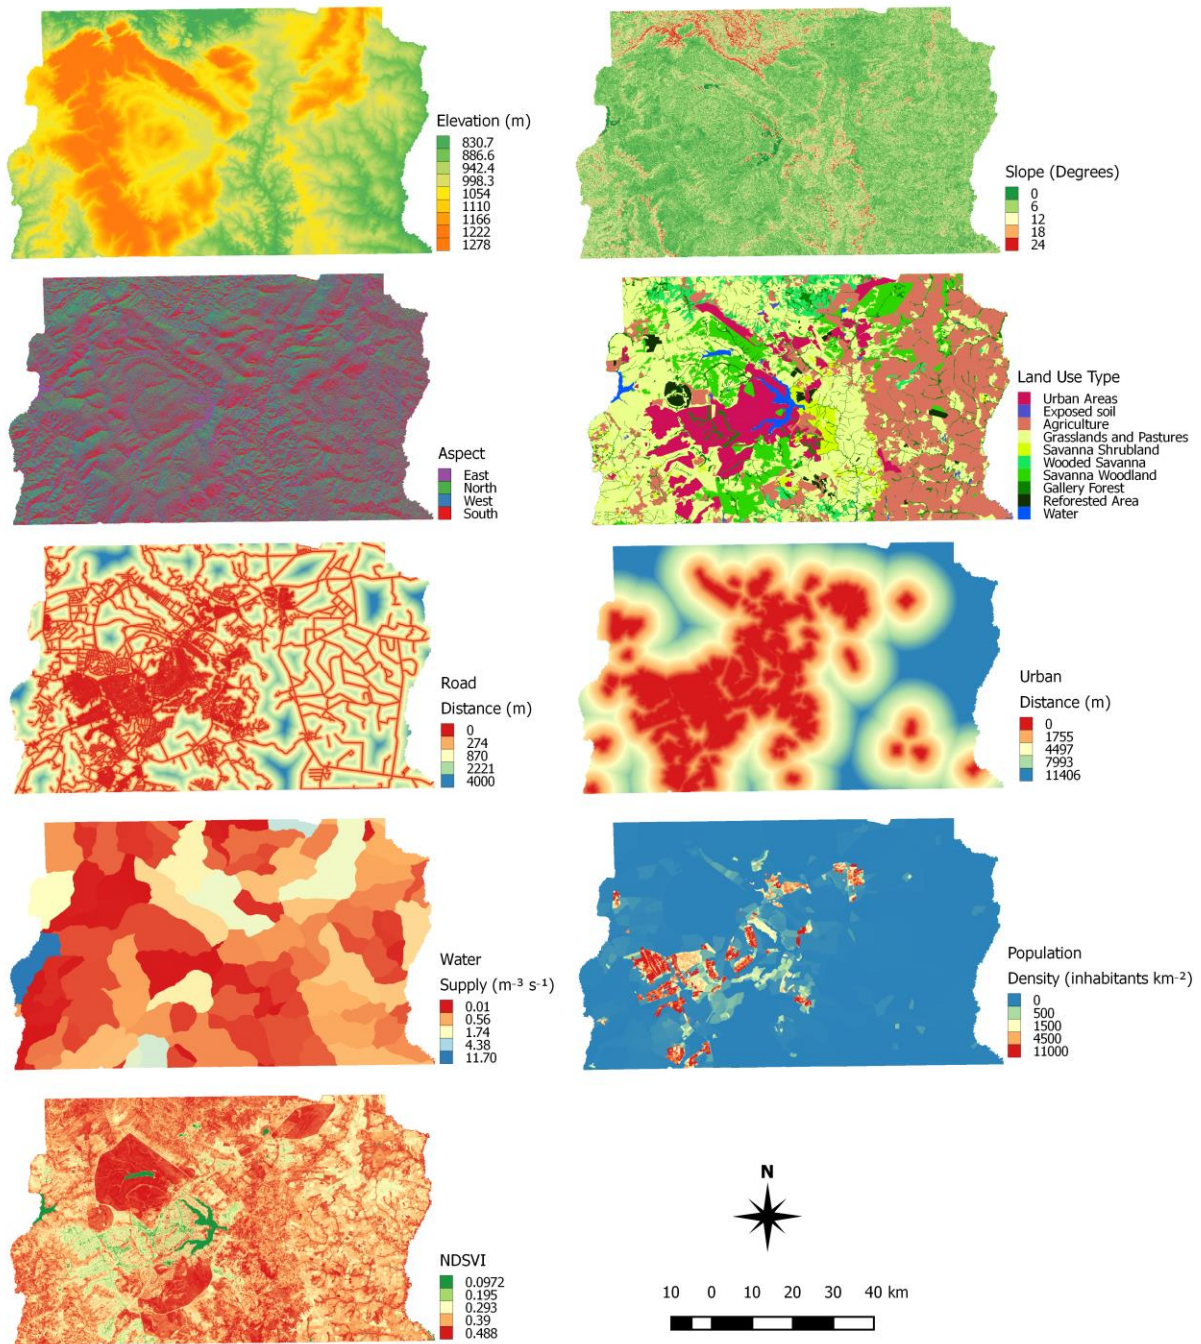 Elevation (m)
830.7
886.6
942.4
998.3
1054
1110
1166
1222
1278
Slope (Degrees)
0
6
12
18
24
Aspect
East
North
West
South
Land Use Type
Urban Areas
Exposed soil
Agriculture
Grasslands and Pastures
Savanna Shrubland
Wooded Savanna
Savanna Woodland
Gallery Forest
Reforested Area
Water
Road
Distance (m)
0
274
870
2221
4000
Urban
Distance (m)
0
1755
4497
7993
11406
Water
Supply (m⁻³ s⁻¹)
0.01
0.56
1.74
4.38
11.70
Population
Density (inhabitants km⁻²)
0
500
1500
4500
11000
NDSVI
0.0972
0.195
0.293
0.39
0.488
N
10 0 10 20 30 40 km